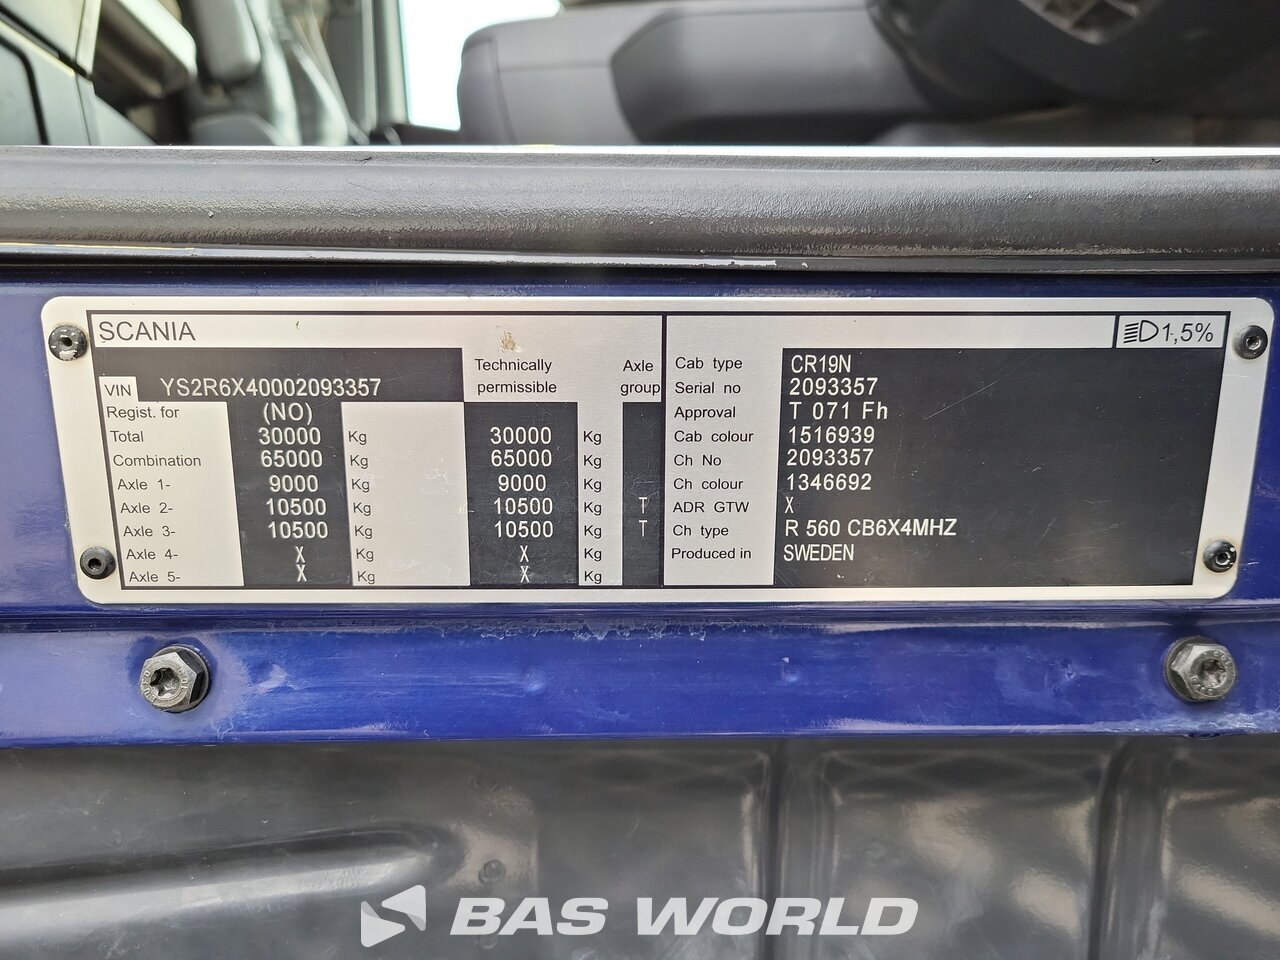 SCANIA
1,5%
VIN YS2R6X40002093357
Technically permissible
Axle group
Regist. for (NO)
Total 30000 Kg 30000 Kg
Combination 65000 Kg 65000 Kg
Axle 1- 9000 Kg 9000 Kg
Axle 2- 10500 Kg 10500 Kg T
Axle 3- 10500 Kg 10500 Kg T
Axle 4- X Kg X Kg
Axle 5- X Kg X Kg
Cab type CR19N
Serial no 2093357
Approval T 071 Fh
Cab colour 1516939
Ch No 2093357
Ch colour 1346692
ADR GTW X
Ch type R 560 CB6X4MHZ
Produced in SWEDEN
BAS WORLD